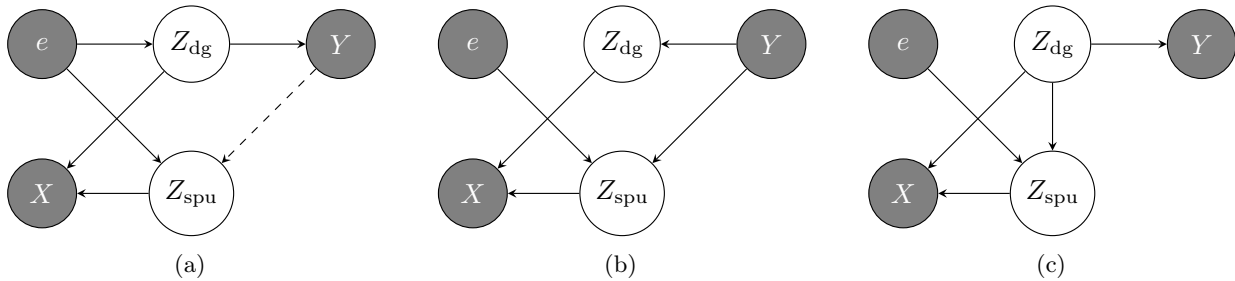 e Z_dg Y e Z_dg Y e Z_dg Y
X Z_spu X Z_spu X Z_spu
(a) (b) (c)